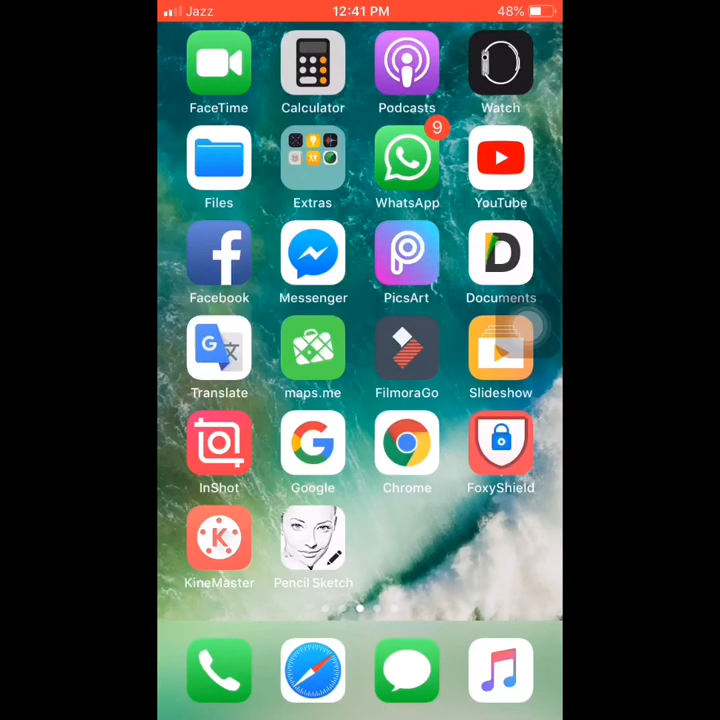 Jazz 12:41 PM 48%
FaceTime Calculator Podcasts Watch
9
Files Extras WhatsApp YouTube
Facebook Messenger PicsArt Documents
Translate maps.me FilmoraGo Slideshow
InShot Google Chrome FoxyShield
KineMaster Pencil Sketch